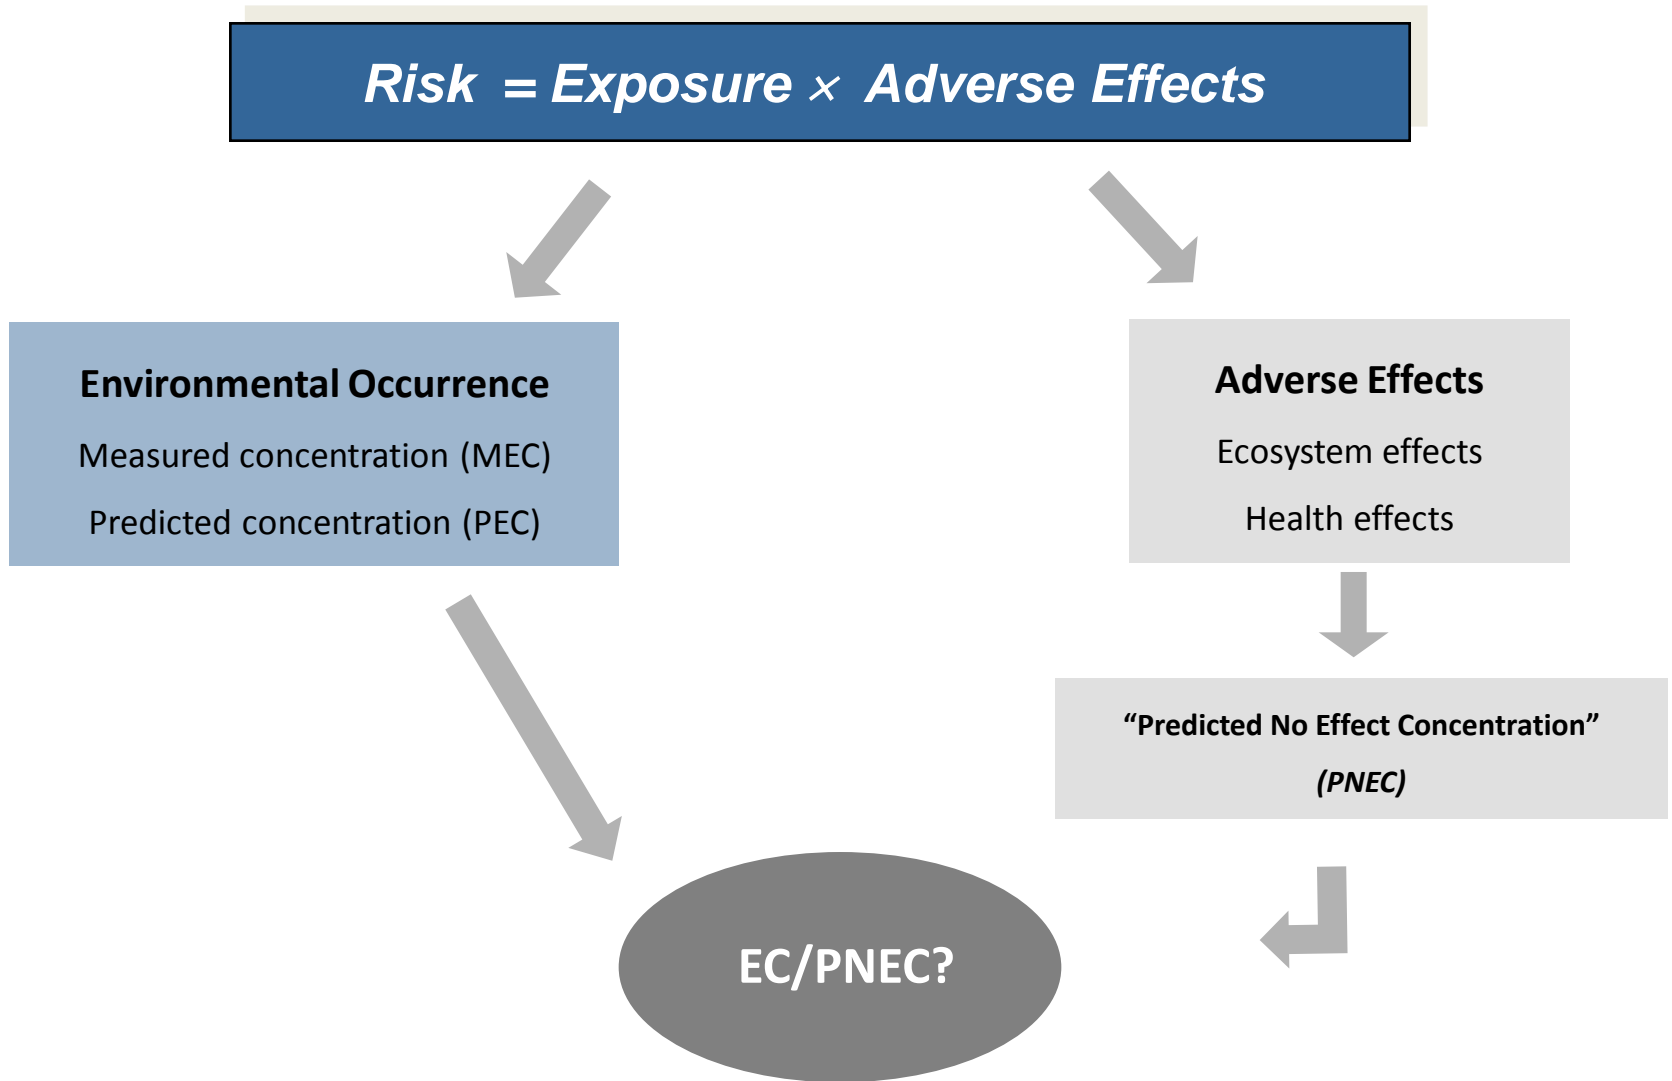 Risk = Exposure × Adverse Effects
Environmental Occurrence
Measured concentration (MEC)
Predicted concentration (PEC)
Adverse Effects
Ecosystem effects
Health effects
“Predicted No Effect Concentration”
(PNEC)
EC/PNEC?